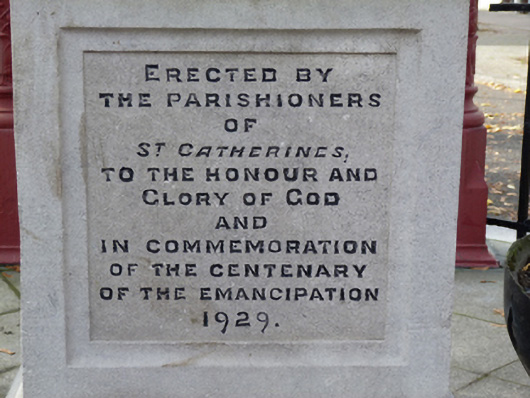 ERECTED BY
THE PARISHIONERS
OF
ST CATHERINES,
TO THE HONOUR AND
GLORY OF GOD
AND
IN COMMEMORATION
OF THE CENTENARY
OF THE EMANCIPATION
1929.